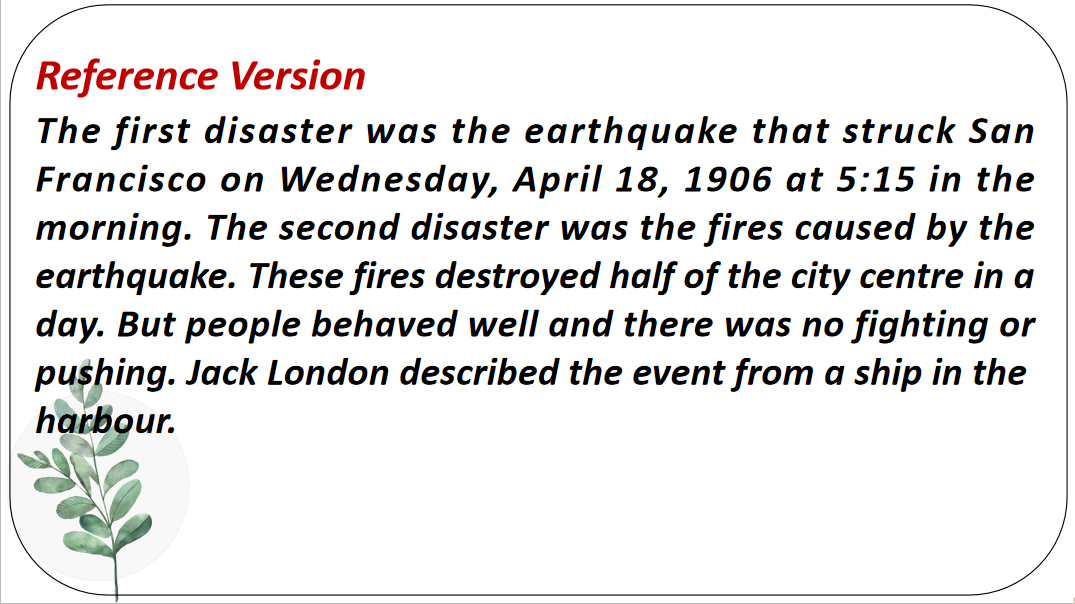 Reference Version
The first disaster was the earthquake that struck San
Francisco on Wednesday, April 18, 1906 at 5:15 in the
morning. The second disaster was the fires caused by the
earthquake. These fires destroyed half of the city centre in a
day. But people behaved well and there was no fighting or
pushing. Jack London described the event from a ship in the
harbour.